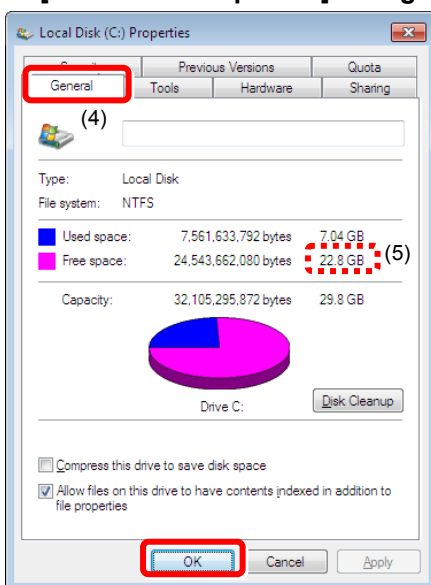 Local Disk (C:) Properties
Previous Versions Quota
General Tools Hardware Sharing
(4)
Type: Local Disk
File system: NTFS
Used space: 7,561,633,792 bytes 7.04 GB
Free space: 24,543,662,080 bytes 22.8 GB (5)
Capacity: 32,105,295,872 bytes 29.8 GB
Drive C: Disk Cleanup
Compress this drive to save disk space
Allow files on this drive to have contents indexed in addition to
file properties
OK Cancel Apply